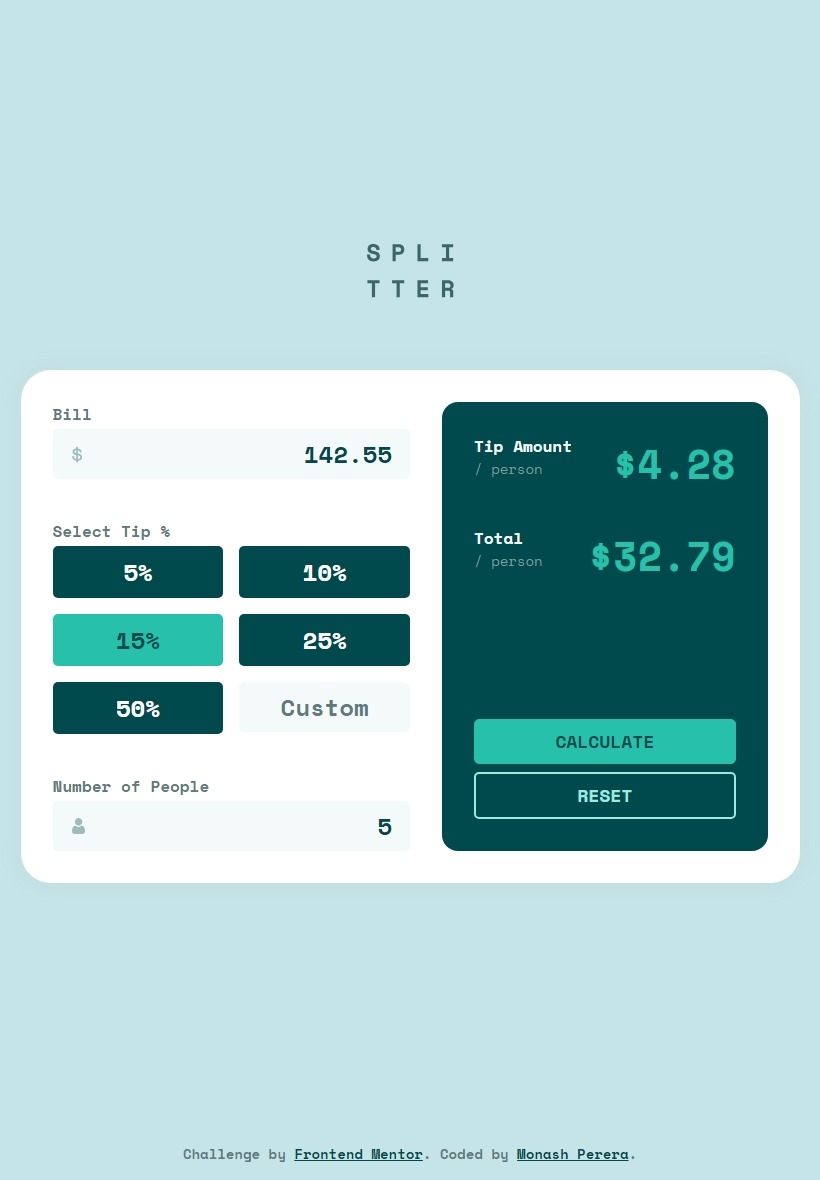 SPLI
TTER
Bill
$ 142.55
Select Tip %
5% 10%
15% 25%
50% Custom
Number of People
5
Tip Amount
/ person
$4.28
Total
/ person
$32.79
CALCULATE
RESET
Challenge by Frontend Mentor. Coded by Monash Perera.